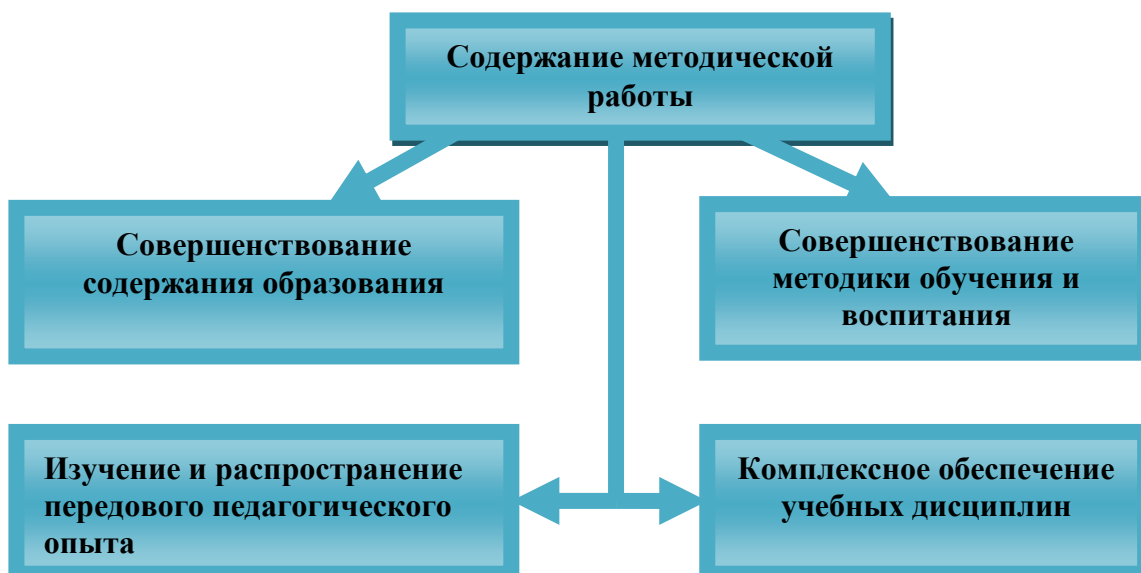 Содержание методической
работы
Совершенствование
содержания образования
Совершенствование
методики обучения и
воспитания
Изучение и распространение
передового педагогического
опыта
Комплексное обеспечение
учебных дисциплин